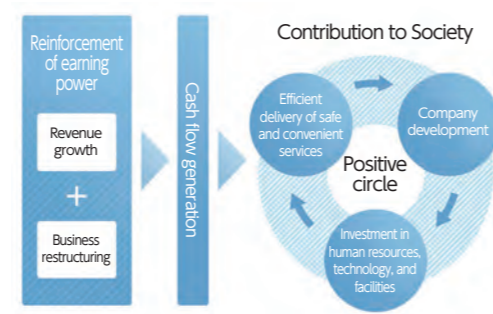 Reinforcement
of earning
power
Revenue
growth
+
Business
restructuring
Cash flow generation
Contribution to Society
Efficient
delivery of safe
and convenient
services
Company
development
Positive
circle
Investment in
human resources,
technology, and
facilities